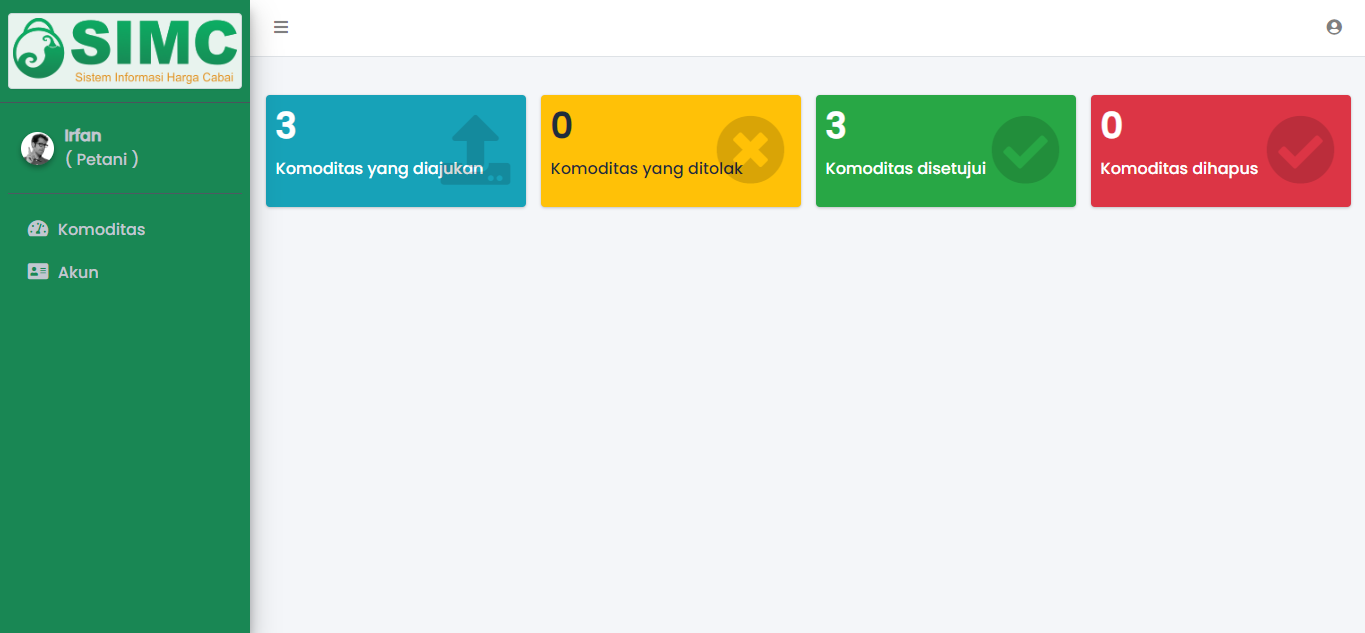 SIMC
Sistem Informasi Harga Cabai
Irfan
( Petani )
Komoditas
Akun
3
Komoditas yang diajukan
0
Komoditas yang ditolak
3
Komoditas disetujui
0
Komoditas dihapus